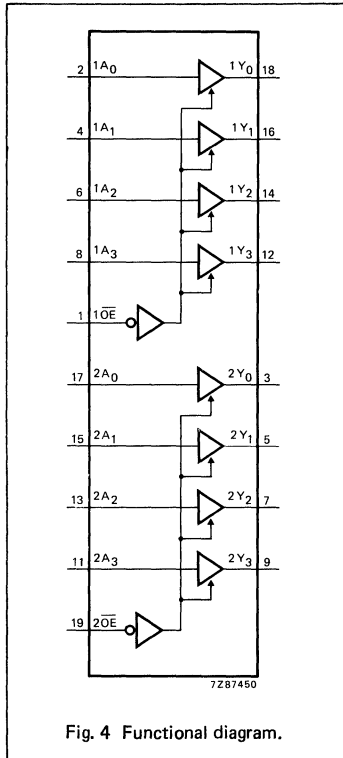 2 1A0 1Y0 18
4 1A1 1Y1 16
6 1A2 1Y2 14
8 1A3 1Y3 12
1 1O̅E̅
17 2A0 2Y0 3
15 2A1 2Y1 5
13 2A2 2Y2 7
11 2A3 2Y3 9
19 2O̅E̅
7Z87450
Fig. 4 Functional diagram.